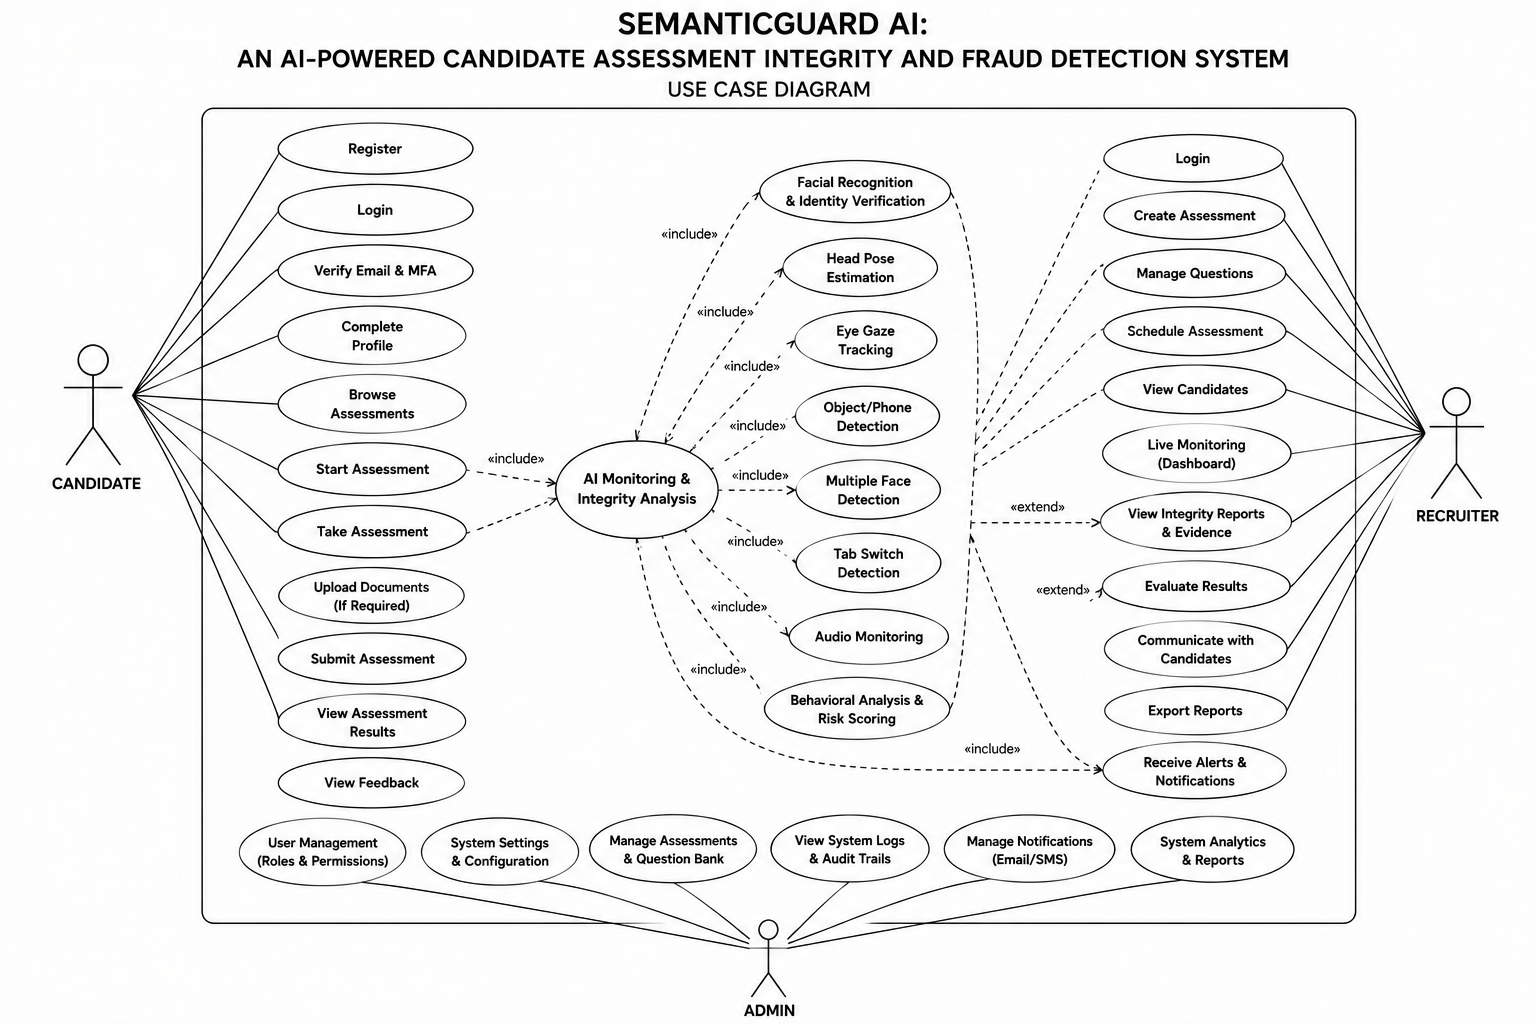 SEMANTICGUARD AI:
AN AI-POWERED CANDIDATE ASSESSMENT INTEGRITY AND FRAUD DETECTION SYSTEM
USE CASE DIAGRAM
CANDIDATE
Register
Login
Verify Email & MFA
Complete
Profile
Browse
Assessments
Start Assessment
Take Assessment
Upload Documents
(If Required)
Submit Assessment
View Assessment
Results
View Feedback
«include»
AI Monitoring &
Integrity Analysis
«include»
«include»
«include»
«include»
«include»
«include»
«include»
«include»
«include»
Facial Recognition
& Identity Verification
Head Pose
Estimation
Eye Gaze
Tracking
Object/Phone
Detection
Multiple Face
Detection
Tab Switch
Detection
Audio Monitoring
Behavioral Analysis &
Risk Scoring
«extend»
«extend»
Login
Create Assessment
Manage Questions
Schedule Assessment
View Candidates
Live Monitoring
(Dashboard)
View Integrity Reports
& Evidence
Evaluate Results
Communicate with
Candidates
Export Reports
Receive Alerts &
Notifications
RECRUITER
User Management
(Roles & Permissions)
System Settings
& Configuration
Manage Assessments
& Question Bank
View System Logs
& Audit Trails
Manage Notifications
(Email/SMS)
System Analytics
& Reports
ADMIN